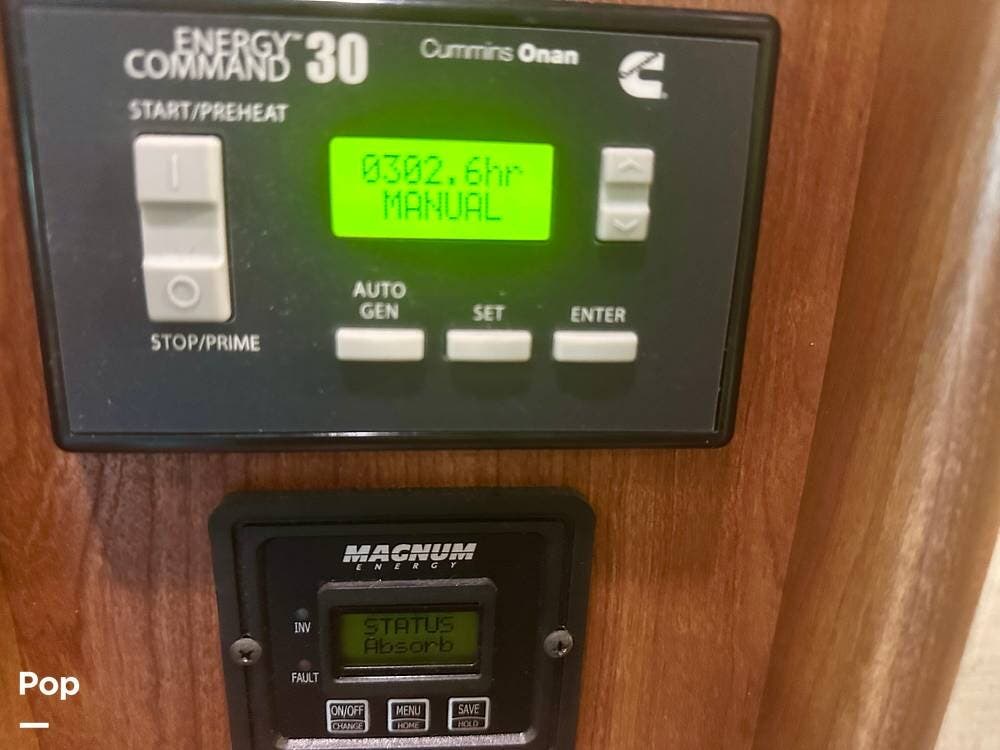 ENERGY™
COMMAND 30
Cummins Onan
START/PREHEAT
0302.6hr
MANUAL
AUTO
GEN
SET
ENTER
STOP/PRIME
MAGNUM
ENERGY
INV
STATUS
Absorb
FAULT
ON/OFF
CHANGE
MENU
HOME
SAVE
HOLD
Pop